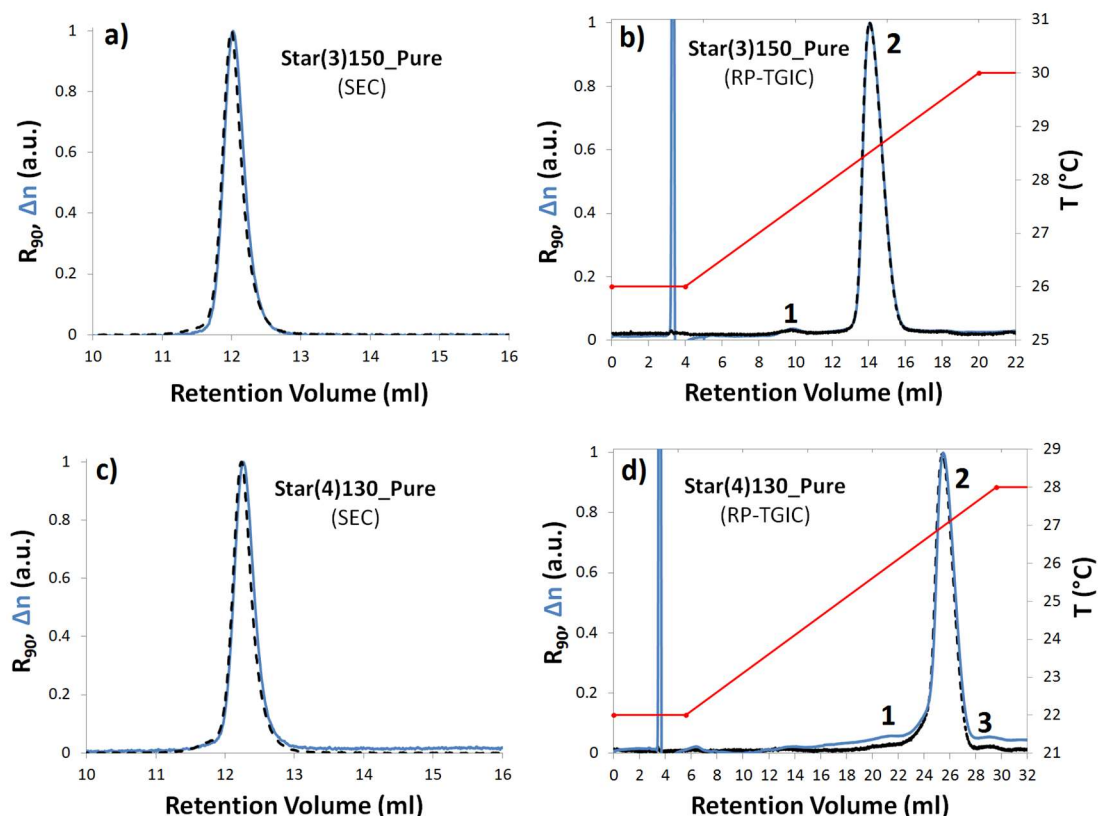 a)
Star(3)150_Pure
(SEC)
R90, Δn (a.u.)
1
0.8
0.6
0.4
0.2
0
10 11 12 13 14 15 16
Retention Volume (ml)
b)
Star(3)150_Pure
(RP-TGIC)
2
1
R90, Δn (a.u.)
1
0.8
0.6
0.4
0.2
0
0 2 4 6 8 10 12 14 16 18 20 22
Retention Volume (ml)
31
30
29
28
27
26
25
T (°C)
c)
Star(4)130_Pure
(SEC)
R90, Δn (a.u.)
1
0.8
0.6
0.4
0.2
0
10 11 12 13 14 15 16
Retention Volume (ml)
d)
Star(4)130_Pure
(RP-TGIC)
2
1
3
R90, Δn (a.u.)
1
0.8
0.6
0.4
0.2
0
0 2 4 6 8 10 12 14 16 18 20 22 24 26 28 30 32
Retention Volume (ml)
29
28
27
26
25
24
23
22
21
T (°C)